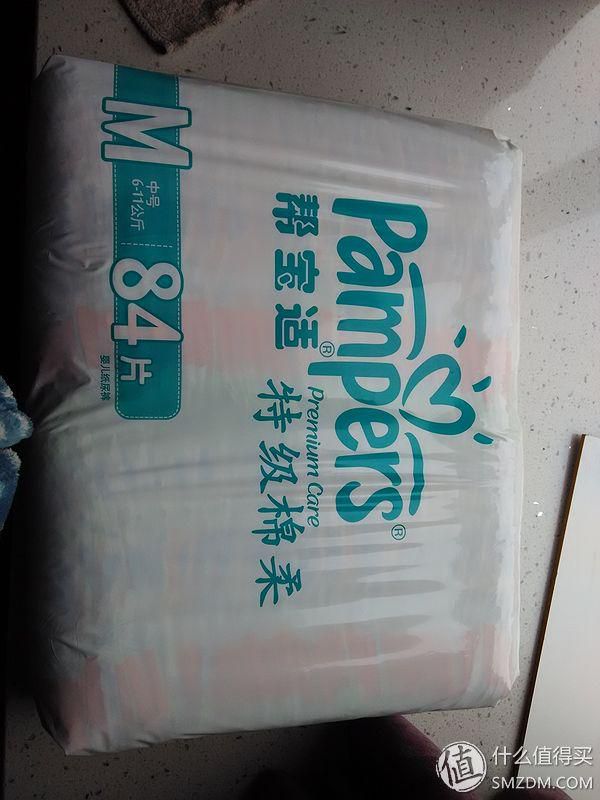 Pampers®
帮宝适® Premium Care
特级棉柔
M
中号
6-11公斤
84片
婴儿纸尿裤
值 什么值得买
SMZDM.COM